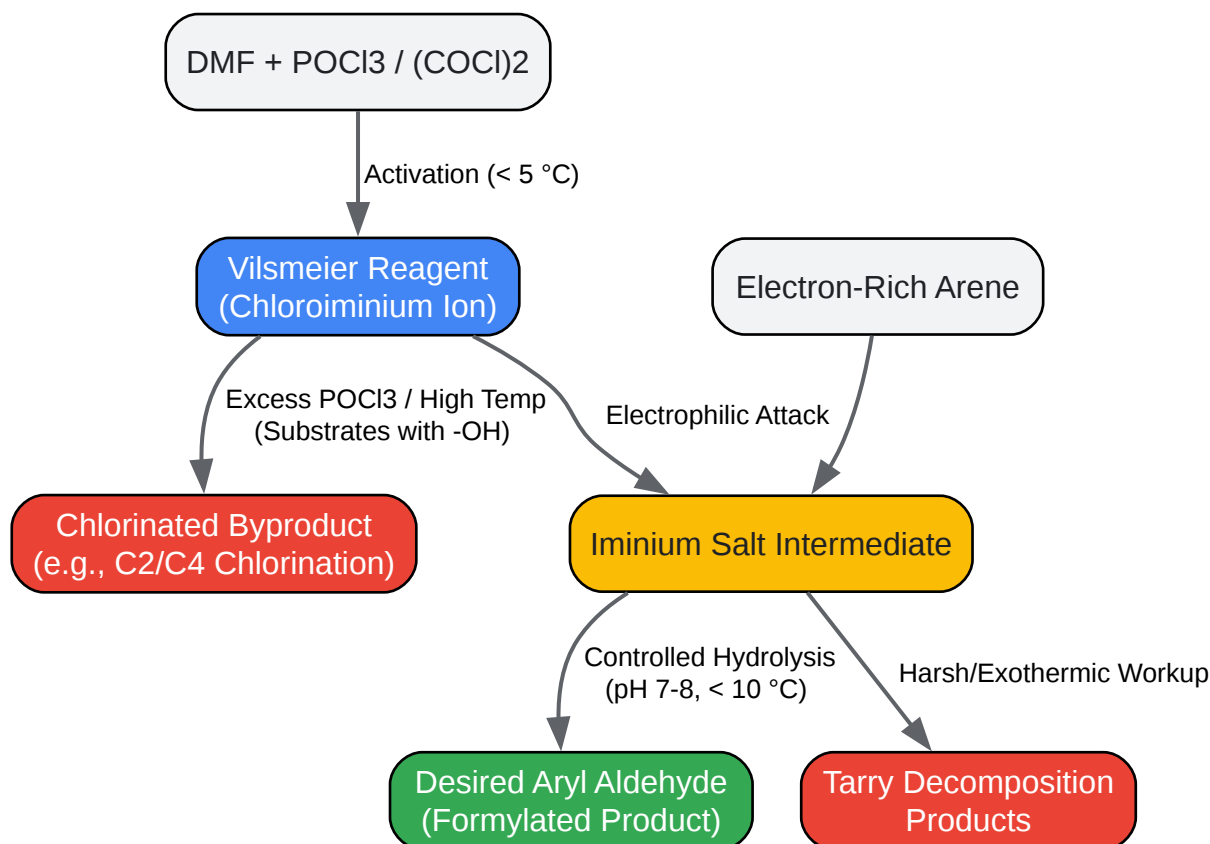 DMF + POCl3 / (COCl)2
Activation (< 5 °C)
Vilsmeier Reagent
(Chloroiminium Ion)
Electron-Rich Arene
Excess POCl3 / High Temp
(Substrates with -OH)
Electrophilic Attack
Chlorinated Byproduct
(e.g., C2/C4 Chlorination)
Iminium Salt Intermediate
Controlled Hydrolysis
(pH 7-8, < 10 °C)
Harsh/Exothermic Workup
Desired Aryl Aldehyde
(Formylated Product)
Tarry Decomposition
Products